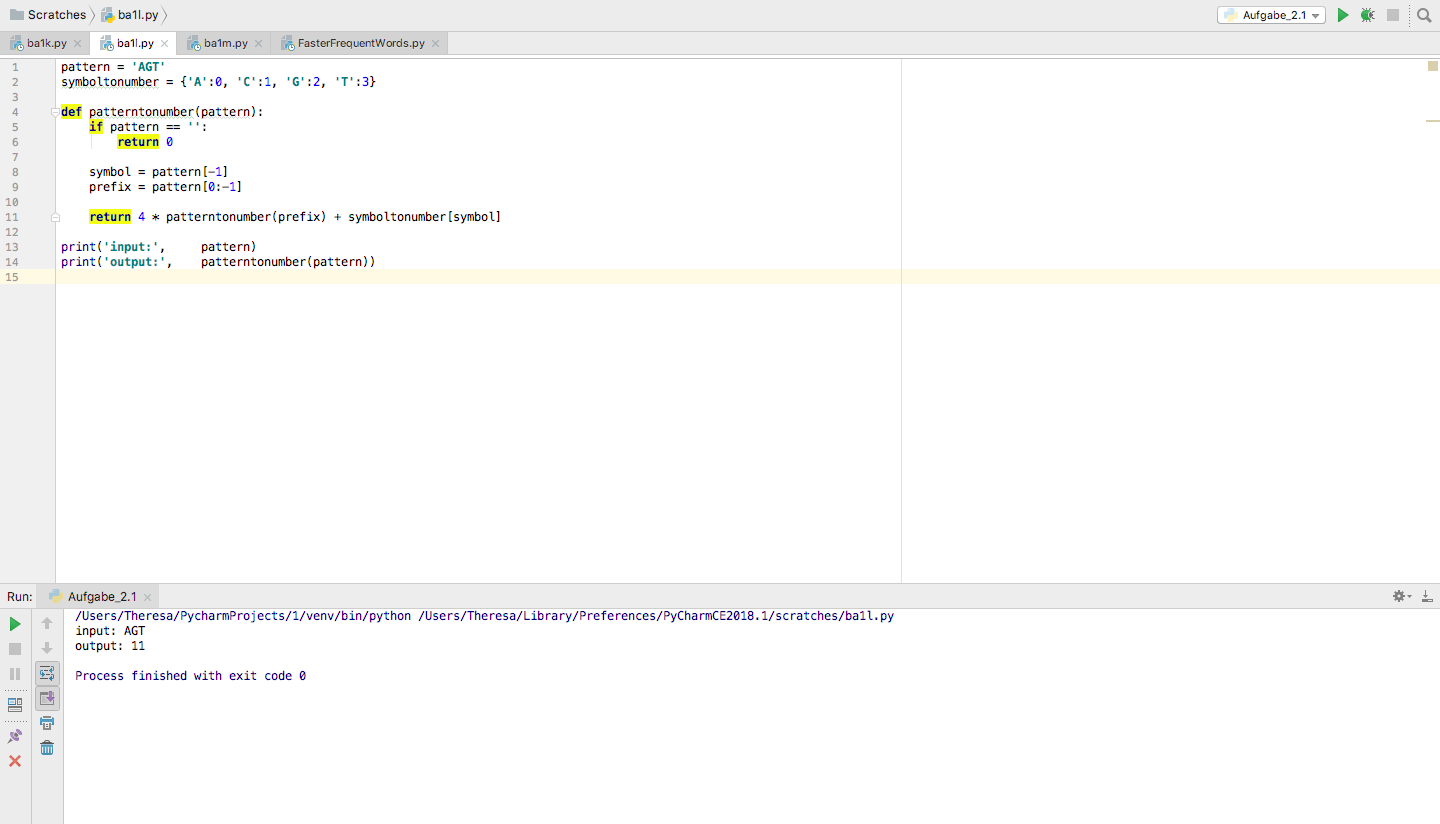 Scratches ba1l.py Aufgabe_2.1
ba1k.py ba1l.py ba1m.py FasterFrequentWords.py
1 pattern = 'AGT'
2 symboltonumber = {'A':0, 'C':1, 'G':2, 'T':3}
3
4 def patterntonumber(pattern):
5     if pattern == '':
6         return 0
7
8     symbol = pattern[-1]
9     prefix = pattern[0:-1]
10
11     return 4 * patterntonumber(prefix) + symboltonumber[symbol]
12
13 print('input:',     pattern)
14 print('output:',    patterntonumber(pattern))
15
Run: Aufgabe_2.1
/Users/Theresa/PycharmProjects/1/venv/bin/python /Users/Theresa/Library/Preferences/PyCharmCE2018.1/scratches/ba1l.py
input: AGT
output: 11
Process finished with exit code 0